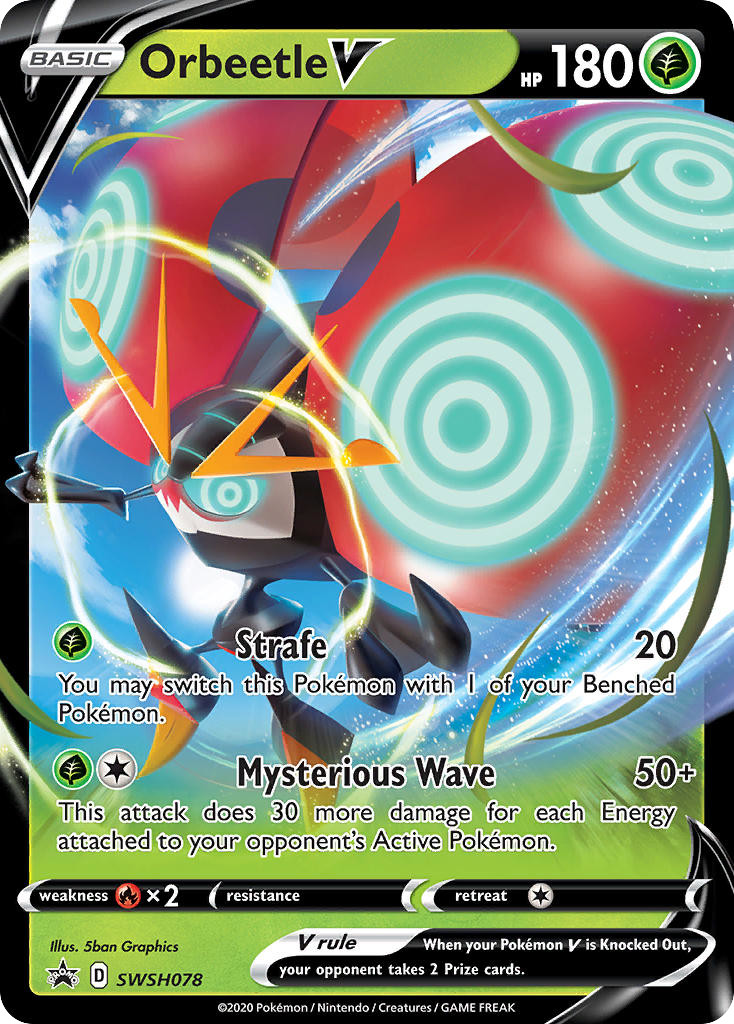 BASIC
Orbeetle V
HP 180
Strafe 20
You may switch this Pokémon with 1 of your Benched
Pokémon.
Mysterious Wave 50+
This attack does 30 more damage for each Energy
attached to your opponent's Active Pokémon.
weakness ×2 resistance retreat
Illus. 5ban Graphics
V rule
When your Pokémon V is Knocked Out,
your opponent takes 2 Prize cards.
PROMO
D SWSH078
©2020 Pokémon / Nintendo / Creatures / GAME FREAK